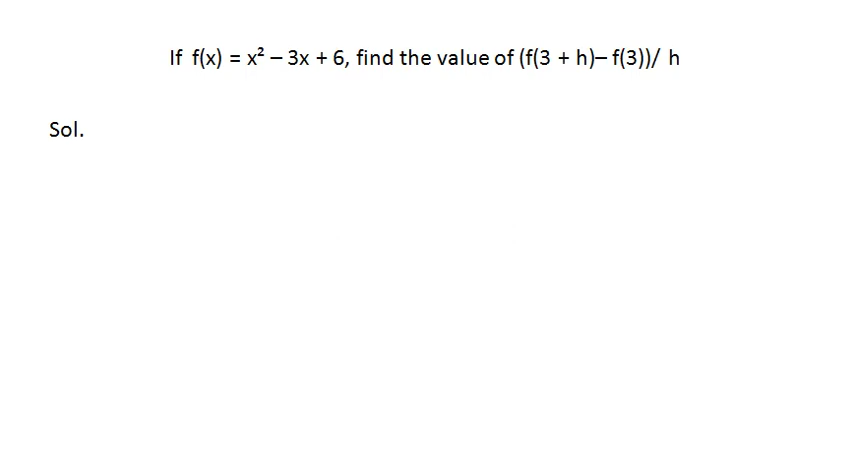 If f(x) = x² – 3x + 6, find the value of (f(3 + h)– f(3))/ h
Sol.